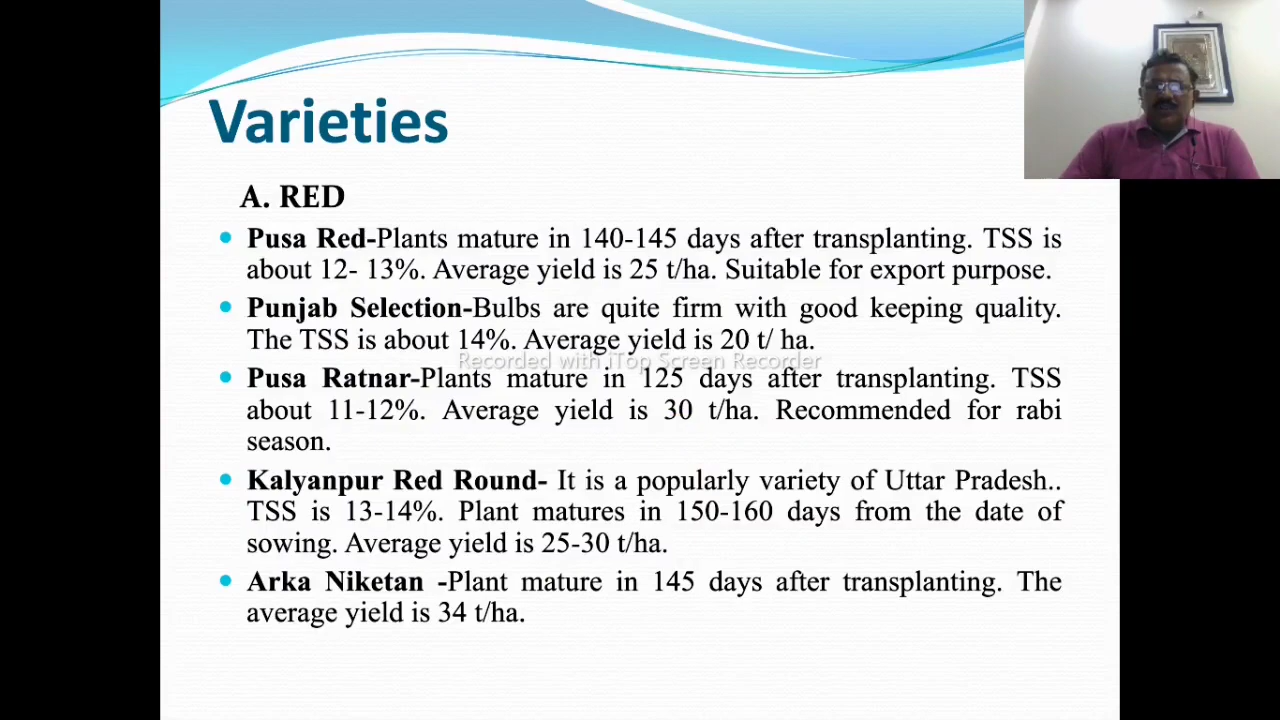 Varieties
A. RED
Pusa Red-Plants mature in 140-145 days after transplanting. TSS is
about 12- 13%. Average yield is 25 t/ha. Suitable for export purpose.
Punjab Selection-Bulbs are quite firm with good keeping quality.
The TSS is about 14%. Average yield is 20 t/ ha.
Recorded with iTop Screen Recorder
Pusa Ratnar-Plants mature in 125 days after transplanting. TSS
about 11-12%. Average yield is 30 t/ha. Recommended for rabi
season.
Kalyanpur Red Round- It is a popularly variety of Uttar Pradesh..
TSS is 13-14%. Plant matures in 150-160 days from the date of
sowing. Average yield is 25-30 t/ha.
Arka Niketan -Plant mature in 145 days after transplanting. The
average yield is 34 t/ha.